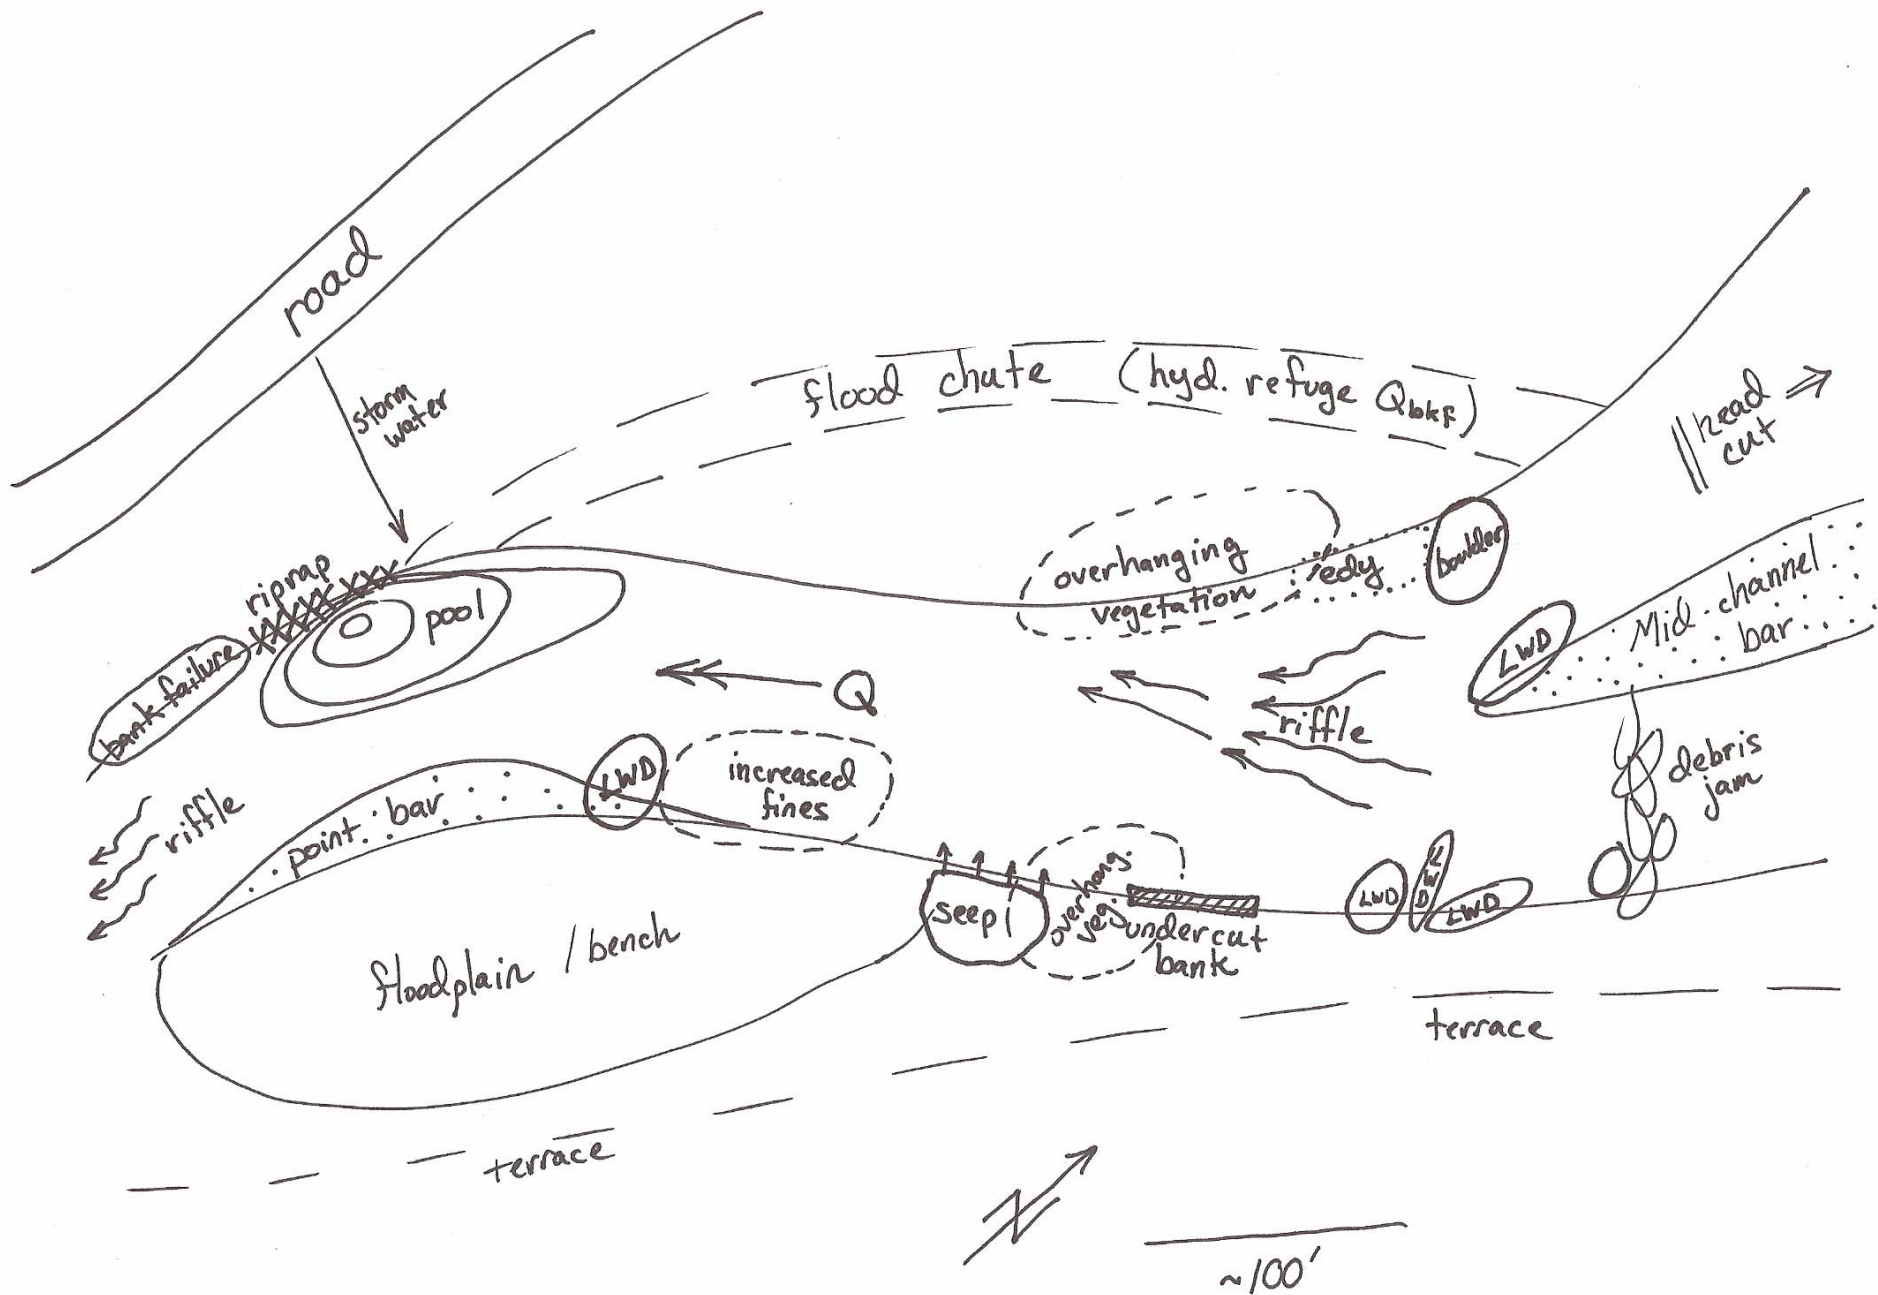 road
storm
water
flood chute (hyd. refuge Qbkf)
head
cut
riprap
pool
bank failure
overhanging
vegetation
edy
boulder
Mid-channel
bar
LWD
Q
riffle
debris
jam
LWD
increased
fines
riffle
point bar
seep
overhang.
veg.
undercut
bank
LWD
LWD
LWD
floodplain / bench
terrace
terrace
N
~100'